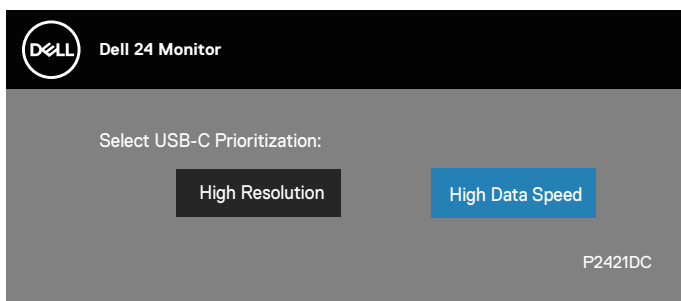 DELL
Dell 24 Monitor
Select USB-C Prioritization:
High Resolution
High Data Speed
P2421DC